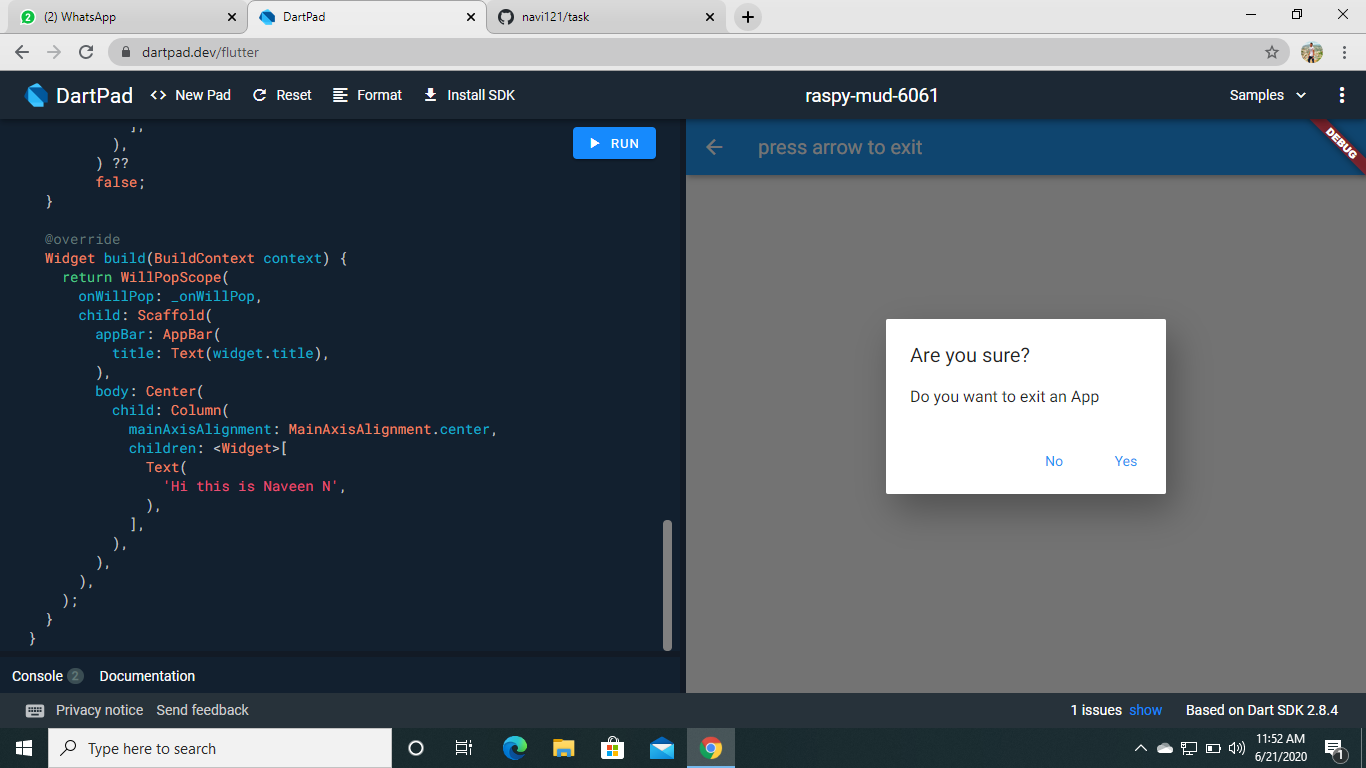 (2) WhatsApp
DartPad
navi121/task
dartpad.dev/flutter
DartPad
<> New Pad
Reset
Format
Install SDK
raspy-mud-6061
Samples
],
),
) ??
false;
}
@override
Widget build(BuildContext context) {
return WillPopScope(
onWillPop: _onWillPop,
child: Scaffold(
appBar: AppBar(
title: Text(widget.title),
),
body: Center(
child: Column(
mainAxisAlignment: MainAxisAlignment.center,
children: <Widget>[
Text(
'Hi this is Naveen N',
),
],
),
),
),
);
}
}
RUN
press arrow to exit
DEBUG
Are you sure?
Do you want to exit an App
No
Yes
Console 2
Documentation
Privacy notice
Send feedback
1 issues show
Based on Dart SDK 2.8.4
Type here to search
11:52 AM
6/21/2020
1